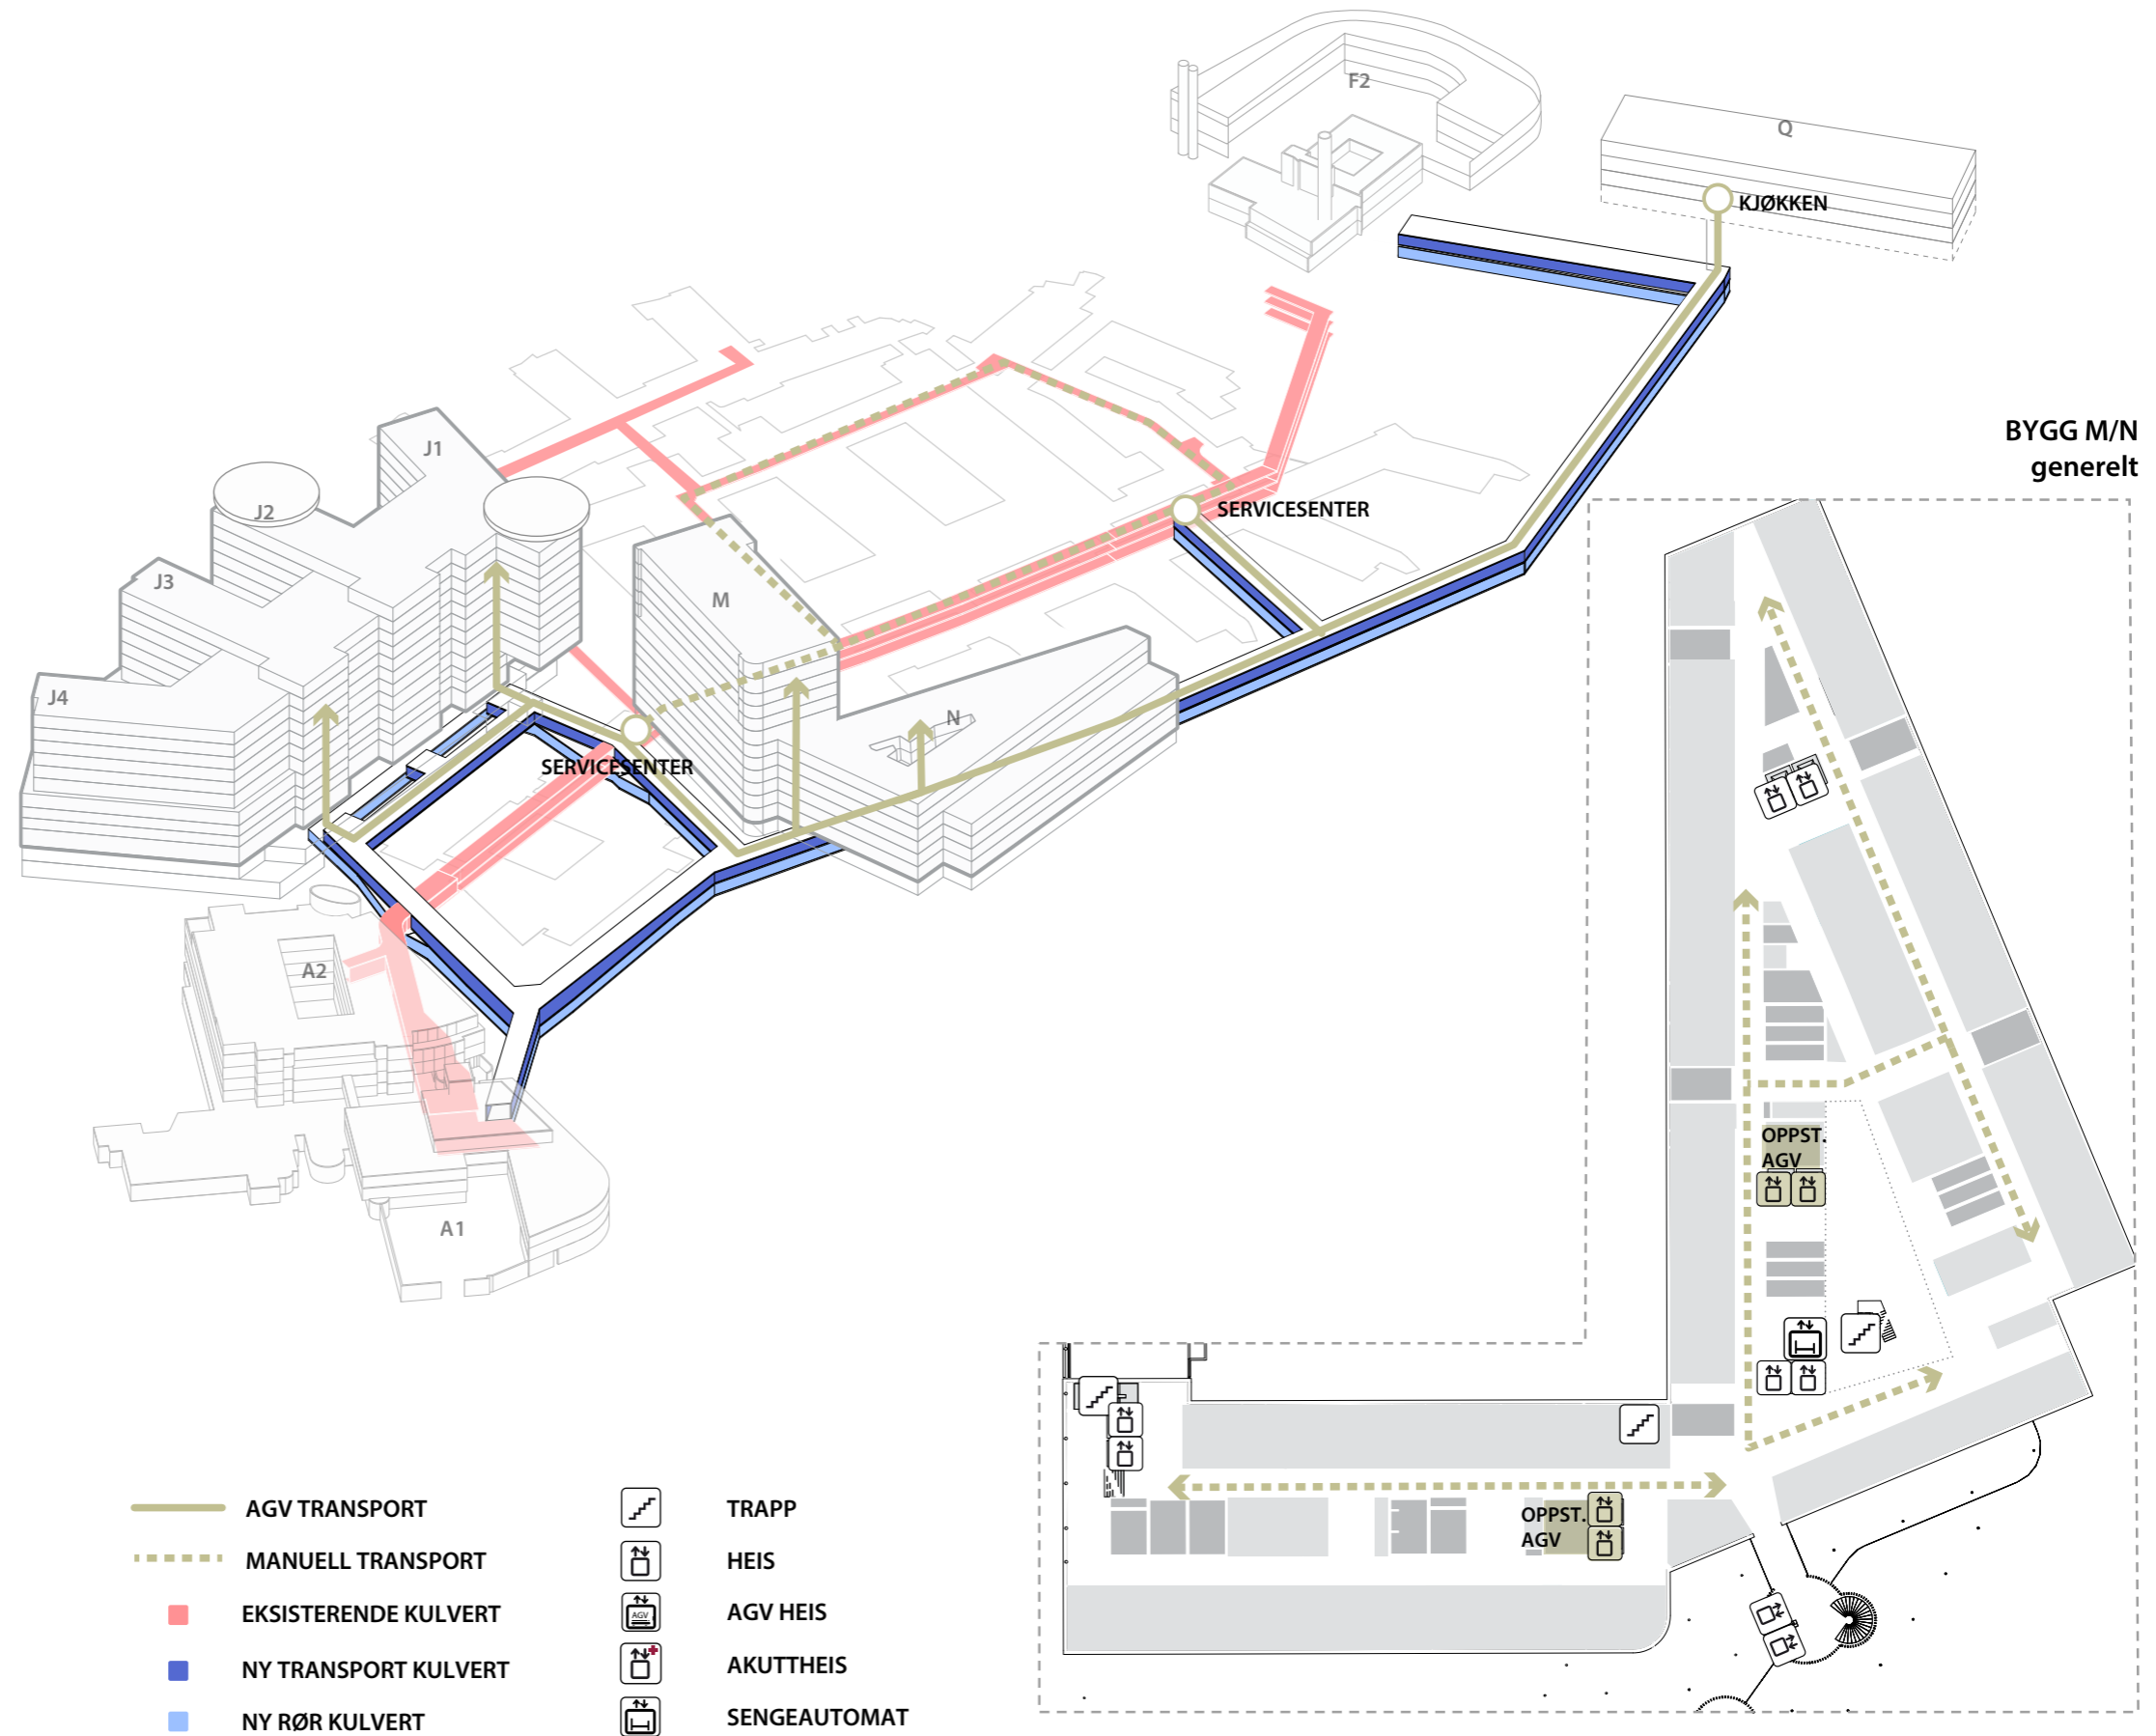 F2
Q
KJØKKEN
BYGG M/N
generelt
J1
J2
SERVICESENTER
J3
M
J4
N
SERVICESENTER
A2
A1
OPPST.
AGV
OPPST.
AGV
AGV TRANSPORT
MANUELL TRANSPORT
EKSISTERENDE KULVERT
NY TRANSPORT KULVERT
NY RØR KULVERT
TRAPP
HEIS
AGV
AGV HEIS
AKUTTHEIS
SENGEAUTOMAT